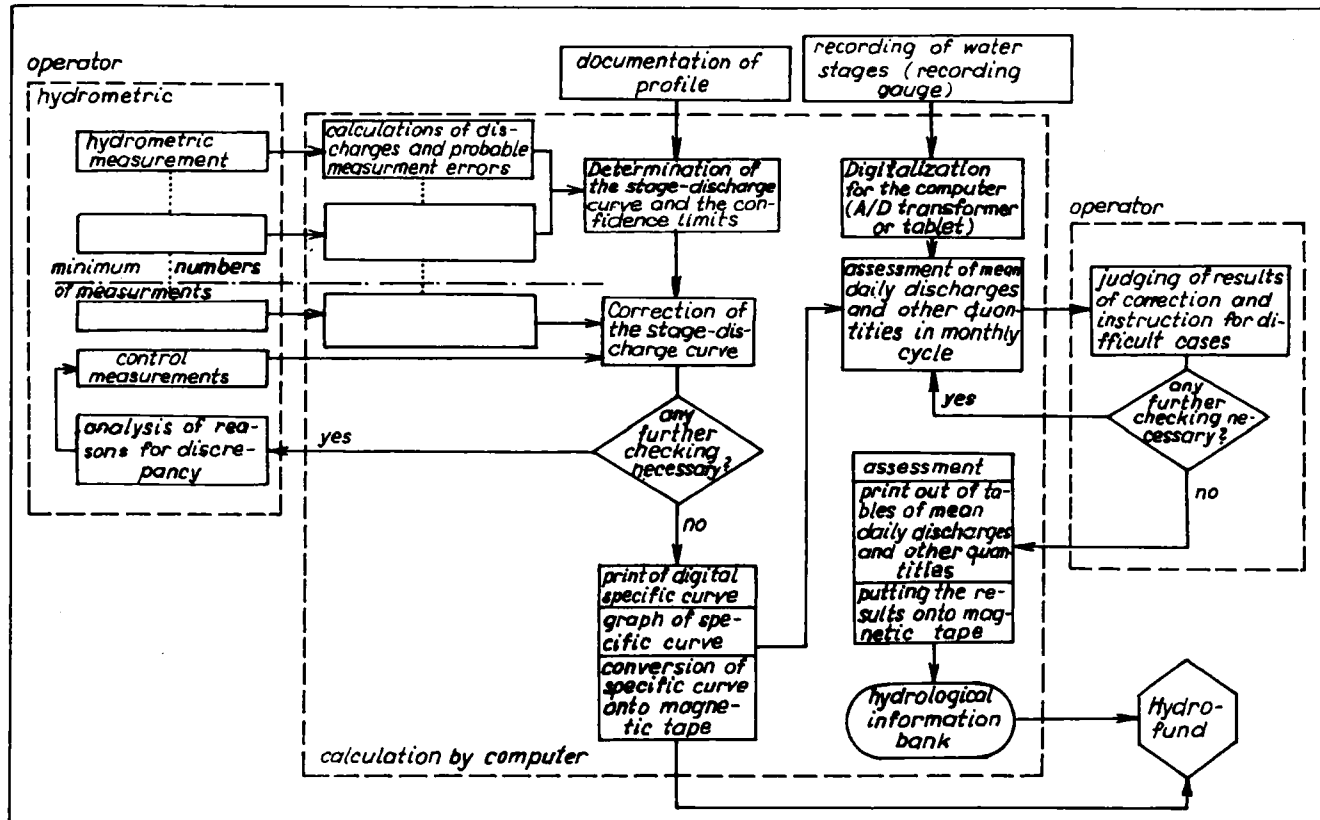 operator
hydrometric
hydrometric
measurement
minimum numbers
of measurments
control
measurements
analysis of rea-
sons for discre-
pancy
documentation of
profile
recording of water
stages (recording
gauge)
calculations of dis-
charges and probable
measurment errors
Determination of
the stage-discharge
curve and the con-
fidence limits
Digitalization
for the computer
(A/D transformer
or tablet)
operator
Correction of
the stage-dis-
charge curve
assessment of mean
daily discharges
and other quan-
tities in monthly
cycle
judging of results
of correction and
instruction for dif-
ficult cases
yes
any
further
checking
necessary?
yes
any
further
checking ne-
cessary?
no
no
print of digital
specific curve
graph of spe-
cific curve
conversion of
specific curve
onto magne-
tic tape
assessment
print out of ta-
bles of mean
daily discharges
and other quan-
titles
putting the re-
sults onto mag-
netic tape
hydrological
information
bank
Hydro-
fund
calculation by computer